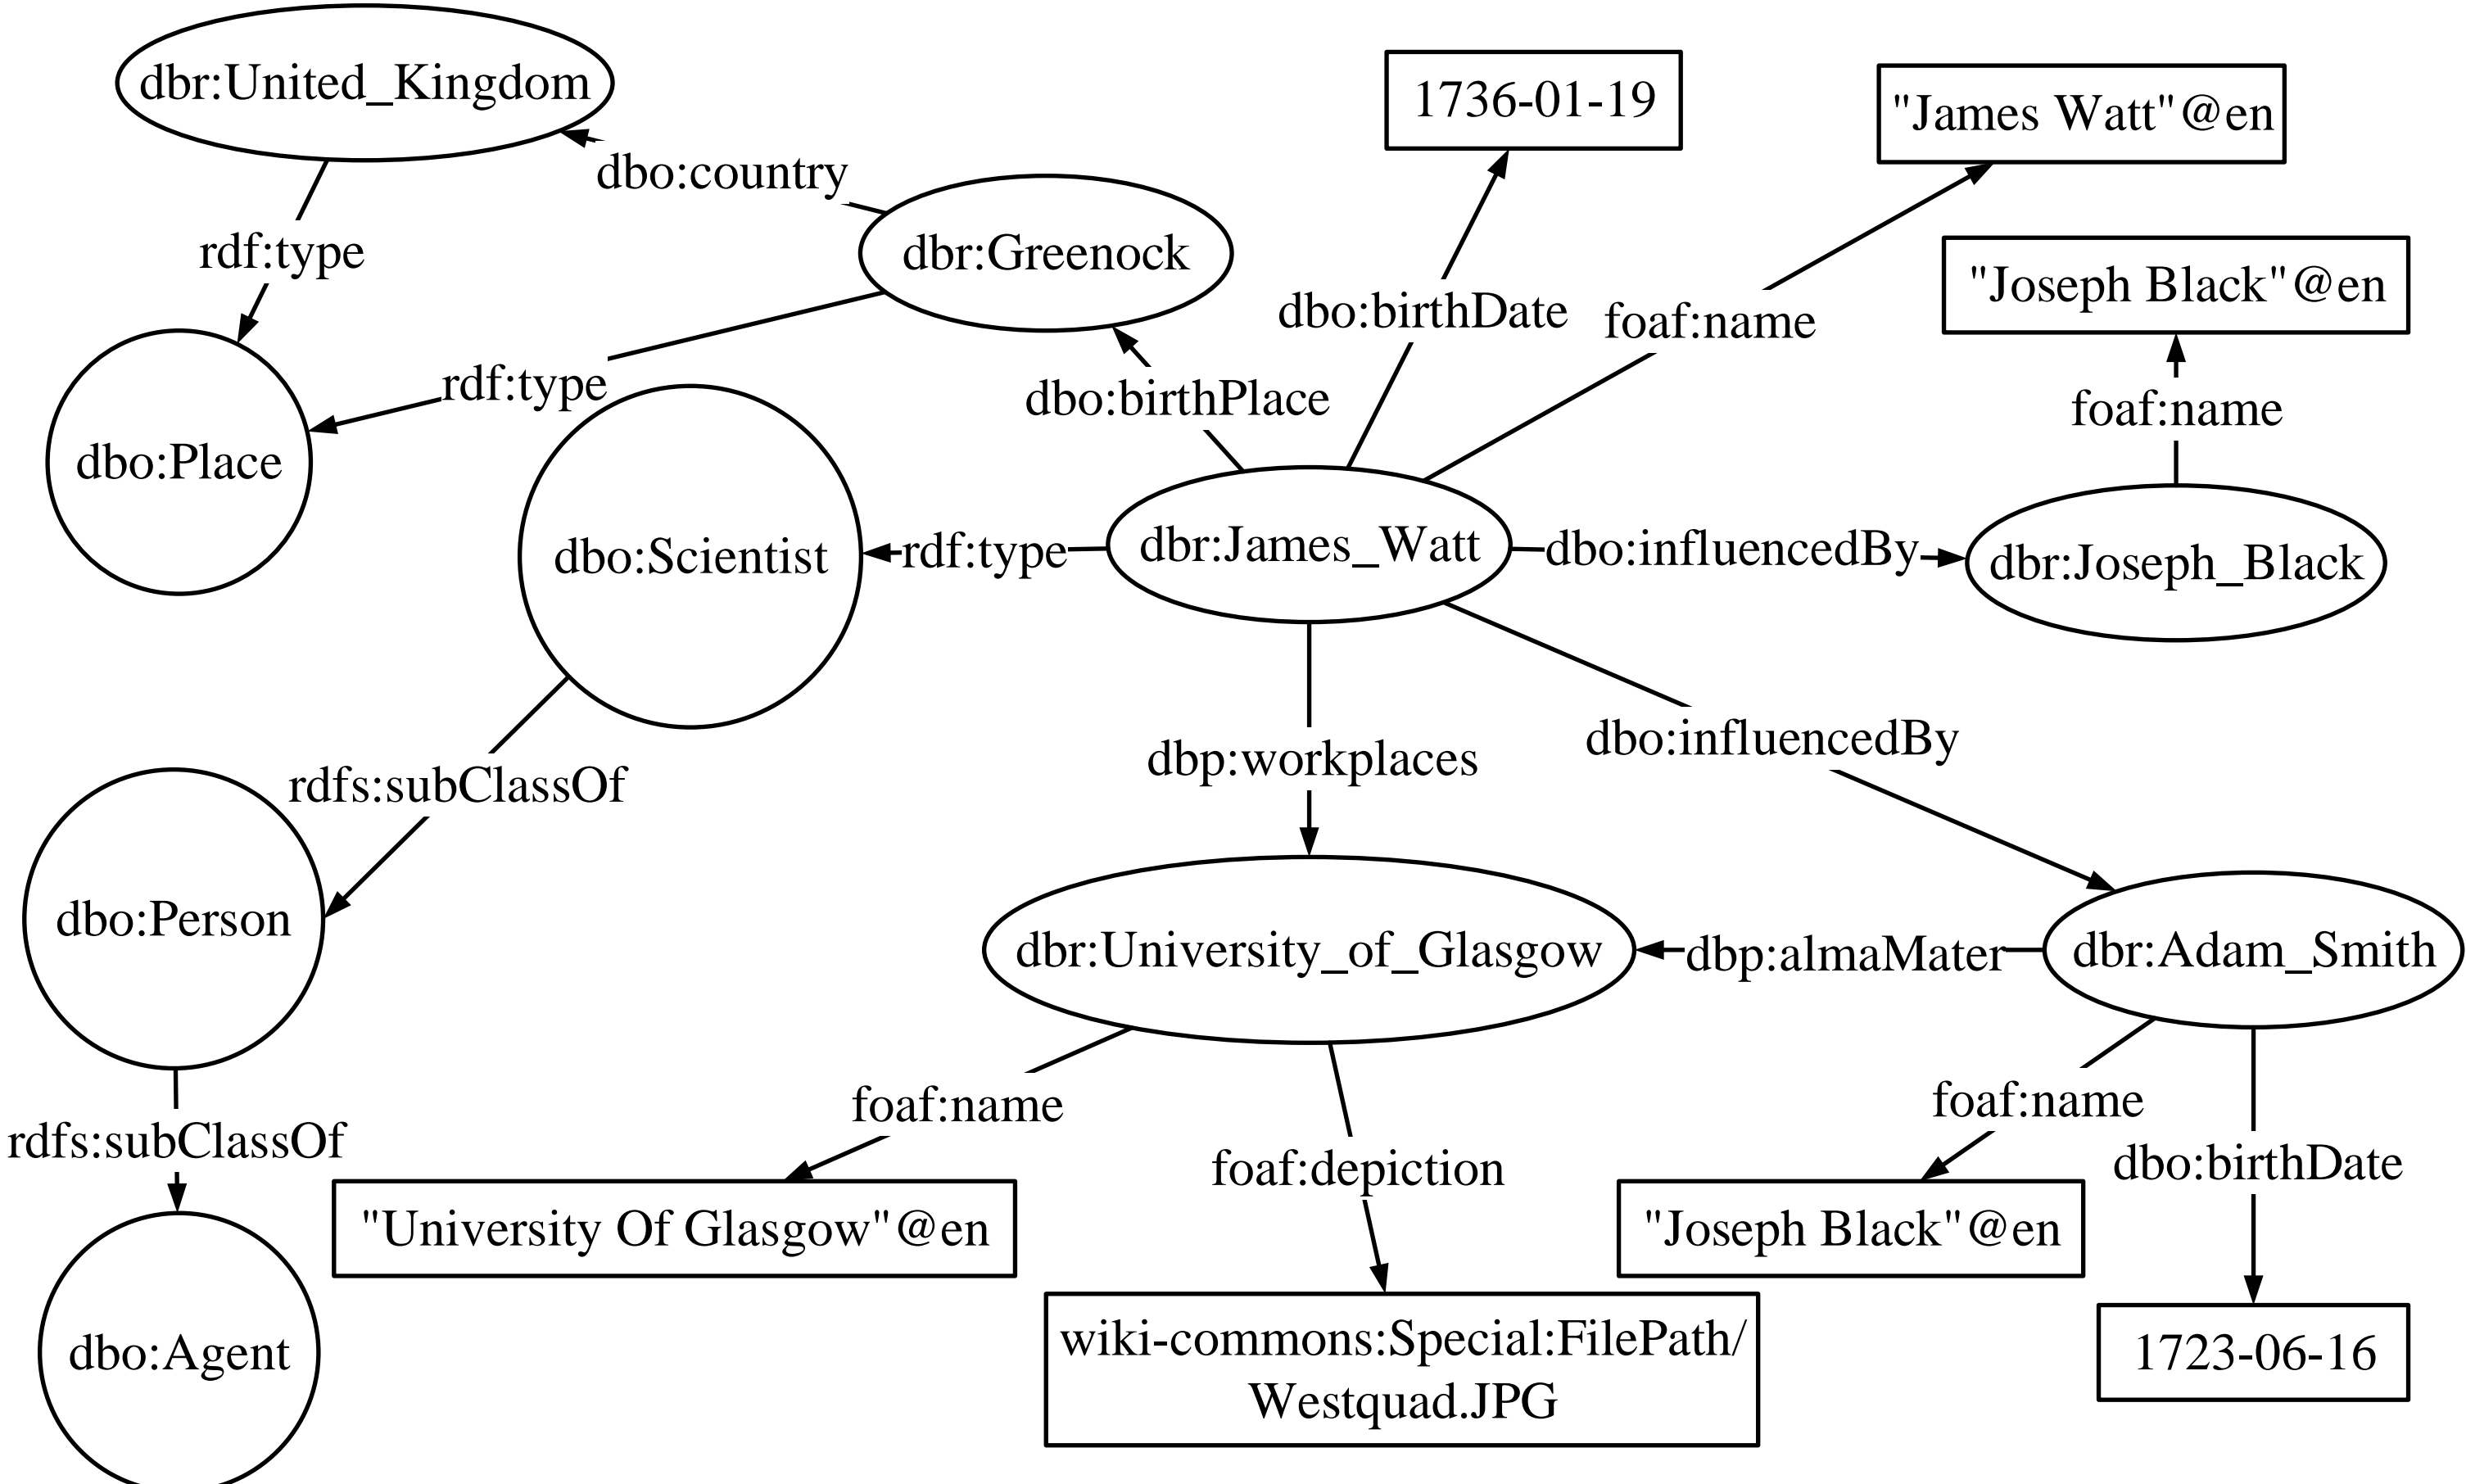 dbr:United_Kingdom
1736-01-19
"James Watt"@en
dbo:country
rdf:type
dbr:Greenock
"Joseph Black"@en
dbo:birthDate
foaf:name
rdf:type
dbo:birthPlace
foaf:name
dbo:Place
dbo:Scientist
rdf:type
dbr:James_Watt
dbo:influencedBy
dbr:Joseph_Black
rdfs:subClassOf
dbp:workplaces
dbo:influencedBy
dbo:Person
dbr:University_of_Glasgow
dbp:almaMater
dbr:Adam_Smith
foaf:name
foaf:name
rdfs:subClassOf
foaf:depiction
dbo:birthDate
"University Of Glasgow"@en
"Joseph Black"@en
dbo:Agent
wiki-commons:Special:FilePath/
Westquad.JPG
1723-06-16